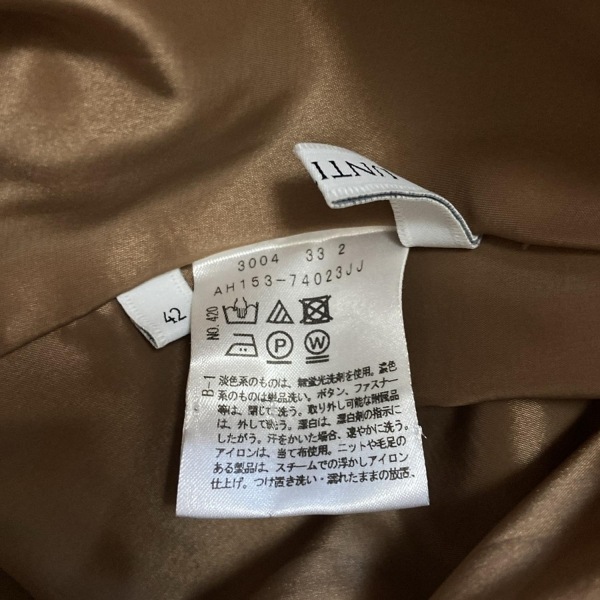 UNTI
3004 33 2
AH153-74023JJ
42
NO.420
P W
B-1
淡色系のものは、無蛍光洗剤を使用。濃色
系のものは単品洗い。ボタン、ファスナー
等は、閉じて洗う。取り外し可能な附属品
は、外して洗う。漂白は、漂白剤の指示に
したがう。汗をかいた場合、速やかに洗う。
アイロンは、当て布使用。ニットや毛足の
ある製品は、スチームでの浮かしアイロン
仕上げ。つけ置き洗い・濡れたままの放置、